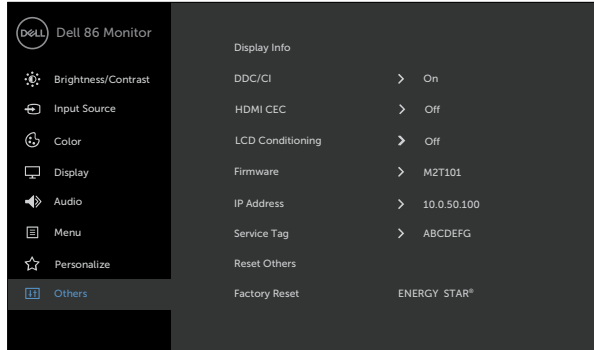 DELL Dell 86 Monitor
Brightness/Contrast
Input Source
Color
Display
Audio
Menu
Personalize
Others
Display Info
DDC/CI > On
HDMI CEC > Off
LCD Conditioning > Off
Firmware > M2T101
IP Address > 10.0.50.100
Service Tag > ABCDEFG
Reset Others
Factory Reset ENERGY STAR®